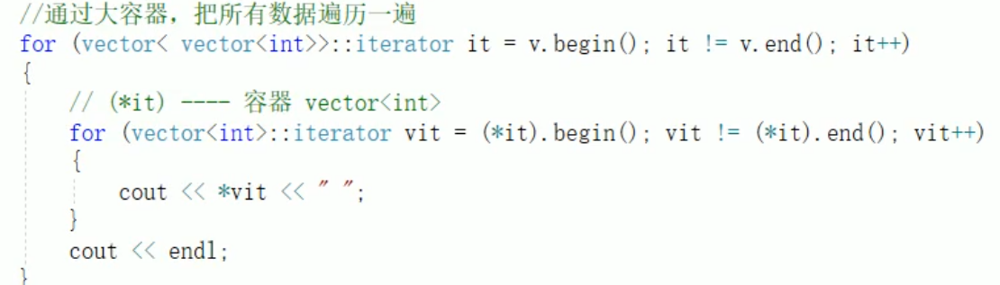 //通过大容器，把所有数据遍历一遍
for (vector< vector<int>>::iterator it = v.begin(); it != v.end(); it++)
{
// (*it) ---- 容器 vector<int>
for (vector<int>::iterator vit = (*it).begin(); vit != (*it).end(); vit++)
{
cout << *vit << " ";
}
cout << endl;
}